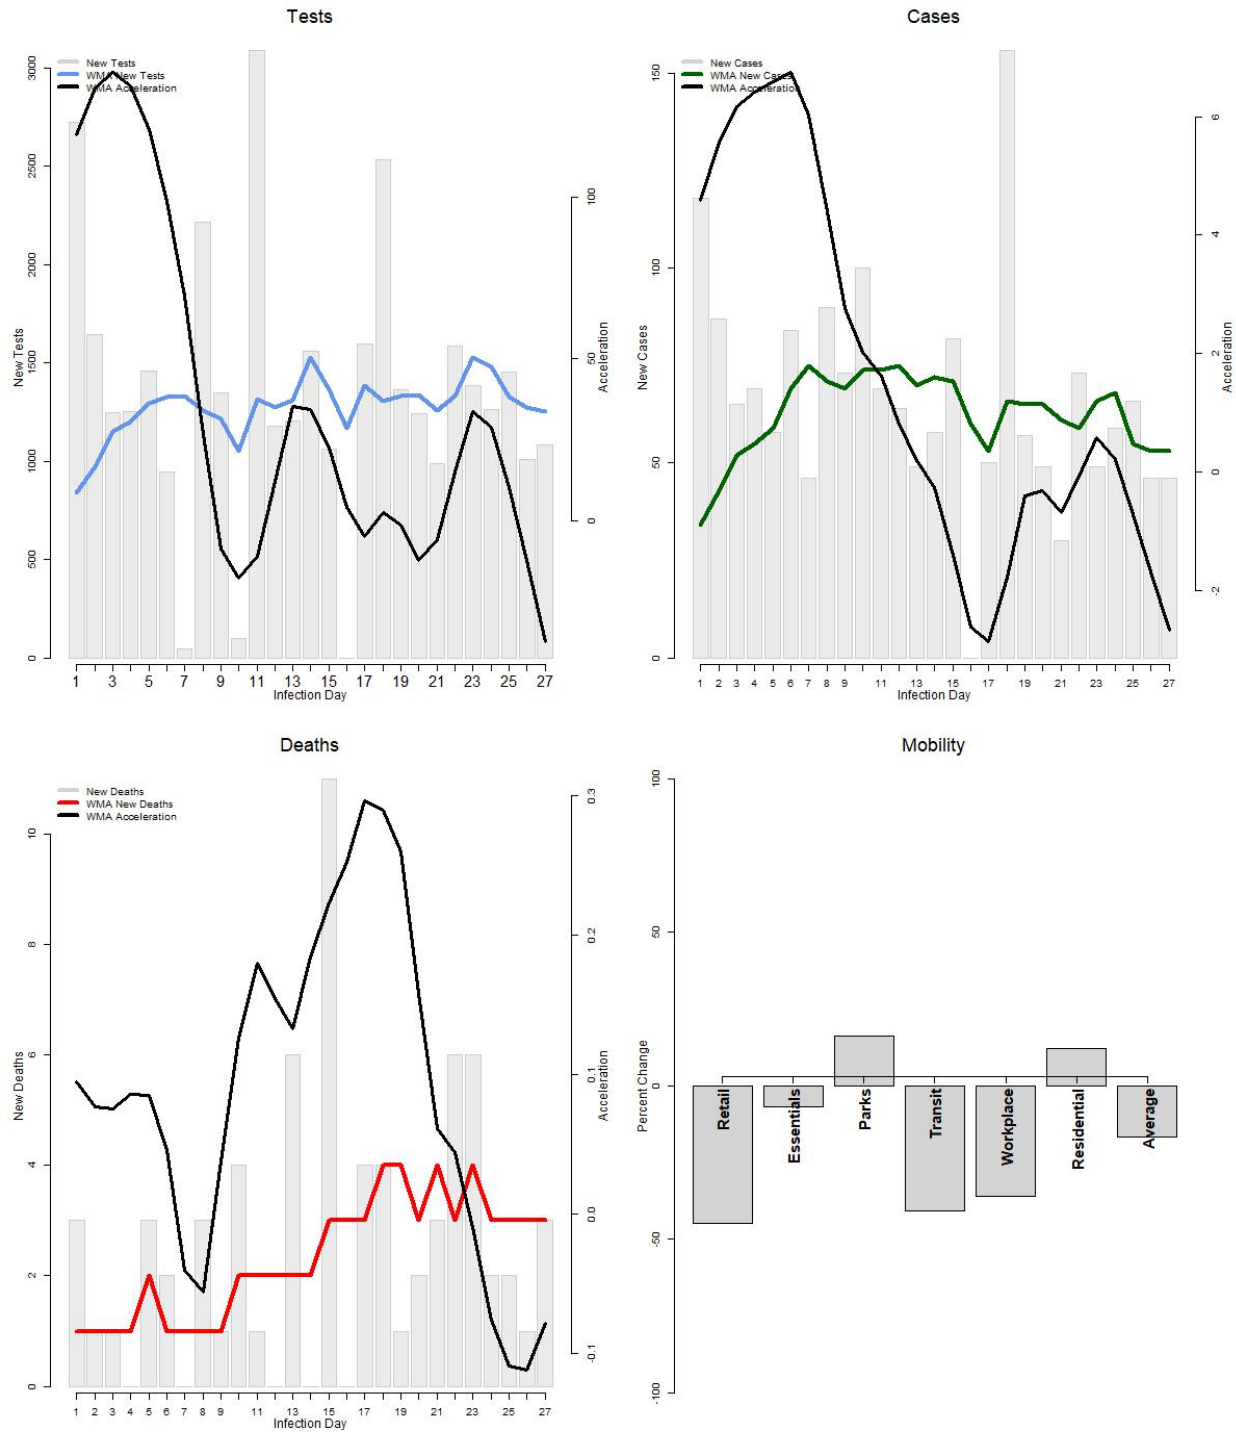 Tests
New Tests
WMA New Tests
WMA Acceleration
3000
2500
2000
1500
1000
500
0
New Tests
100
50
0
Acceleration
1 3 5 7 9 11 13 15 17 19 21 23 25 27
Infection Day
Cases
New Cases
WMA New Cases
WMA Acceleration
150
100
50
0
New Cases
6
4
2
0
-2
Acceleration
1 2 3 4 5 6 7 8 9 11 13 15 17 19 21 23 25 27
Infection Day
Deaths
New Deaths
WMA New Deaths
WMA Acceleration
10
8
6
4
2
0
New Deaths
0.3
0.2
0.1
0.0
-0.1
Acceleration
1 2 3 4 5 6 7 8 9 11 13 15 17 19 21 23 25 27
Infection Day
Mobility
100
50
0
-50
-100
Percent Change
Retail
Essentials
Parks
Transit
Workplace
Residential
Average